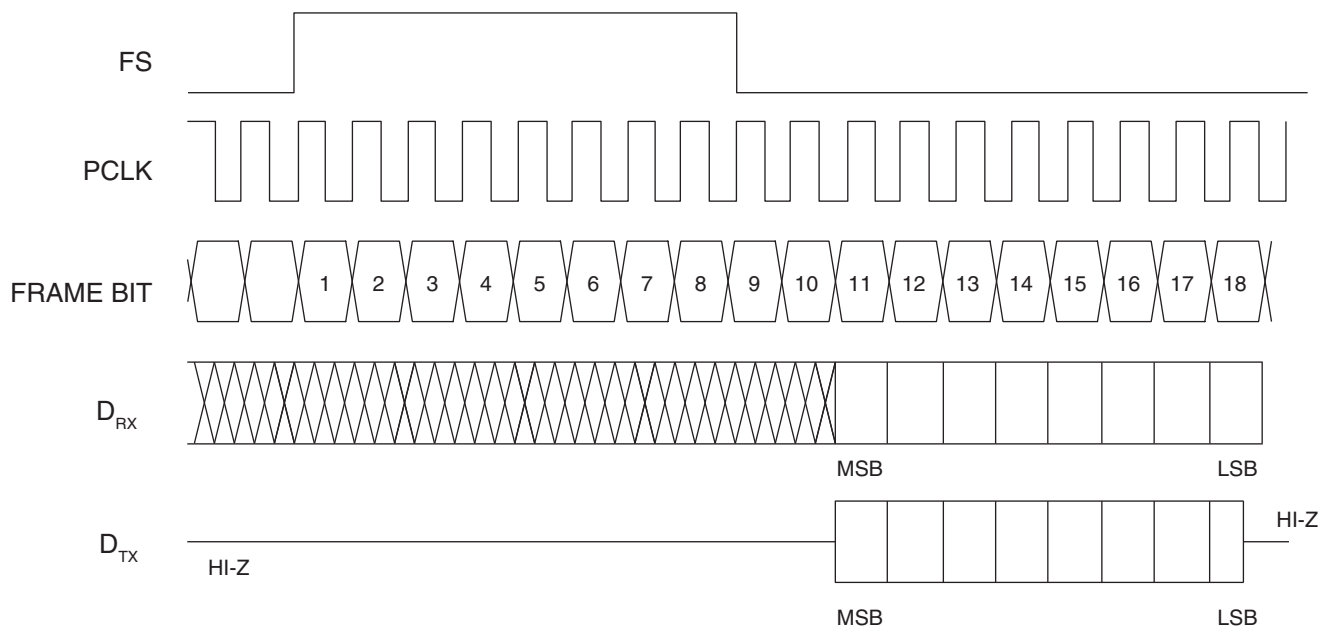 FS
PCLK
FRAME BIT
1 2 3 4 5 6 7 8 9 10 11 12 13 14 15 16 17 18
DRX
MSB LSB
DTX
HI-Z
HI-Z
MSB LSB